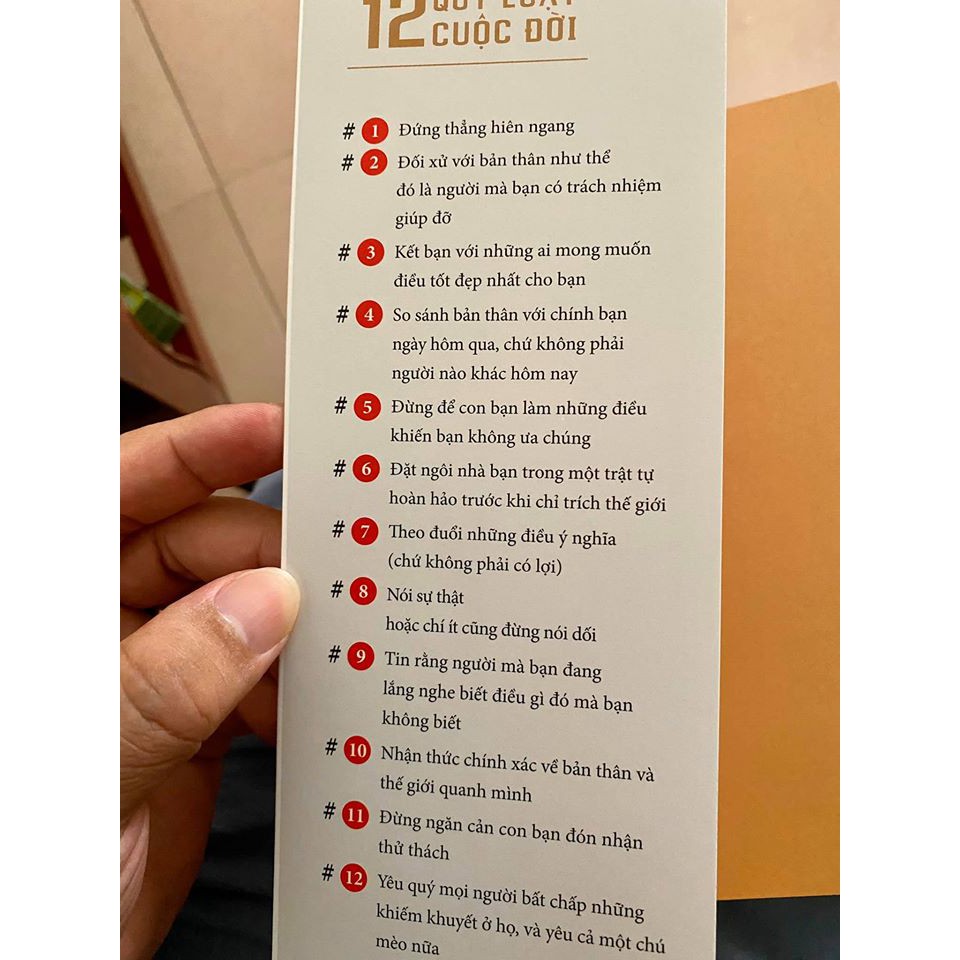 12 QUY LUẬT
CUỘC ĐỜI
# 1 Đứng thẳng hiên ngang
# 2 Đối xử với bản thân như thể
đó là người mà bạn có trách nhiệm
giúp đỡ
# 3 Kết bạn với những ai mong muốn
điều tốt đẹp nhất cho bạn
# 4 So sánh bản thân với chính bạn
ngày hôm qua, chứ không phải
người nào khác hôm nay
# 5 Đừng để con bạn làm những điều
khiến bạn không ưa chúng
# 6 Đặt ngôi nhà bạn trong một trật tự
hoàn hảo trước khi chỉ trích thế giới
# 7 Theo đuổi những điều ý nghĩa
(chứ không phải có lợi)
# 8 Nói sự thật
hoặc chí ít cũng đừng nói dối
# 9 Tin rằng người mà bạn đang
lắng nghe biết điều gì đó mà bạn
không biết
# 10 Nhận thức chính xác về bản thân và
thế giới quanh mình
# 11 Đừng ngăn cản con bạn đón nhận
thử thách
# 12 Yêu quý mọi người bất chấp những
khiếm khuyết ở họ, và yêu cả một chú
mèo nữa